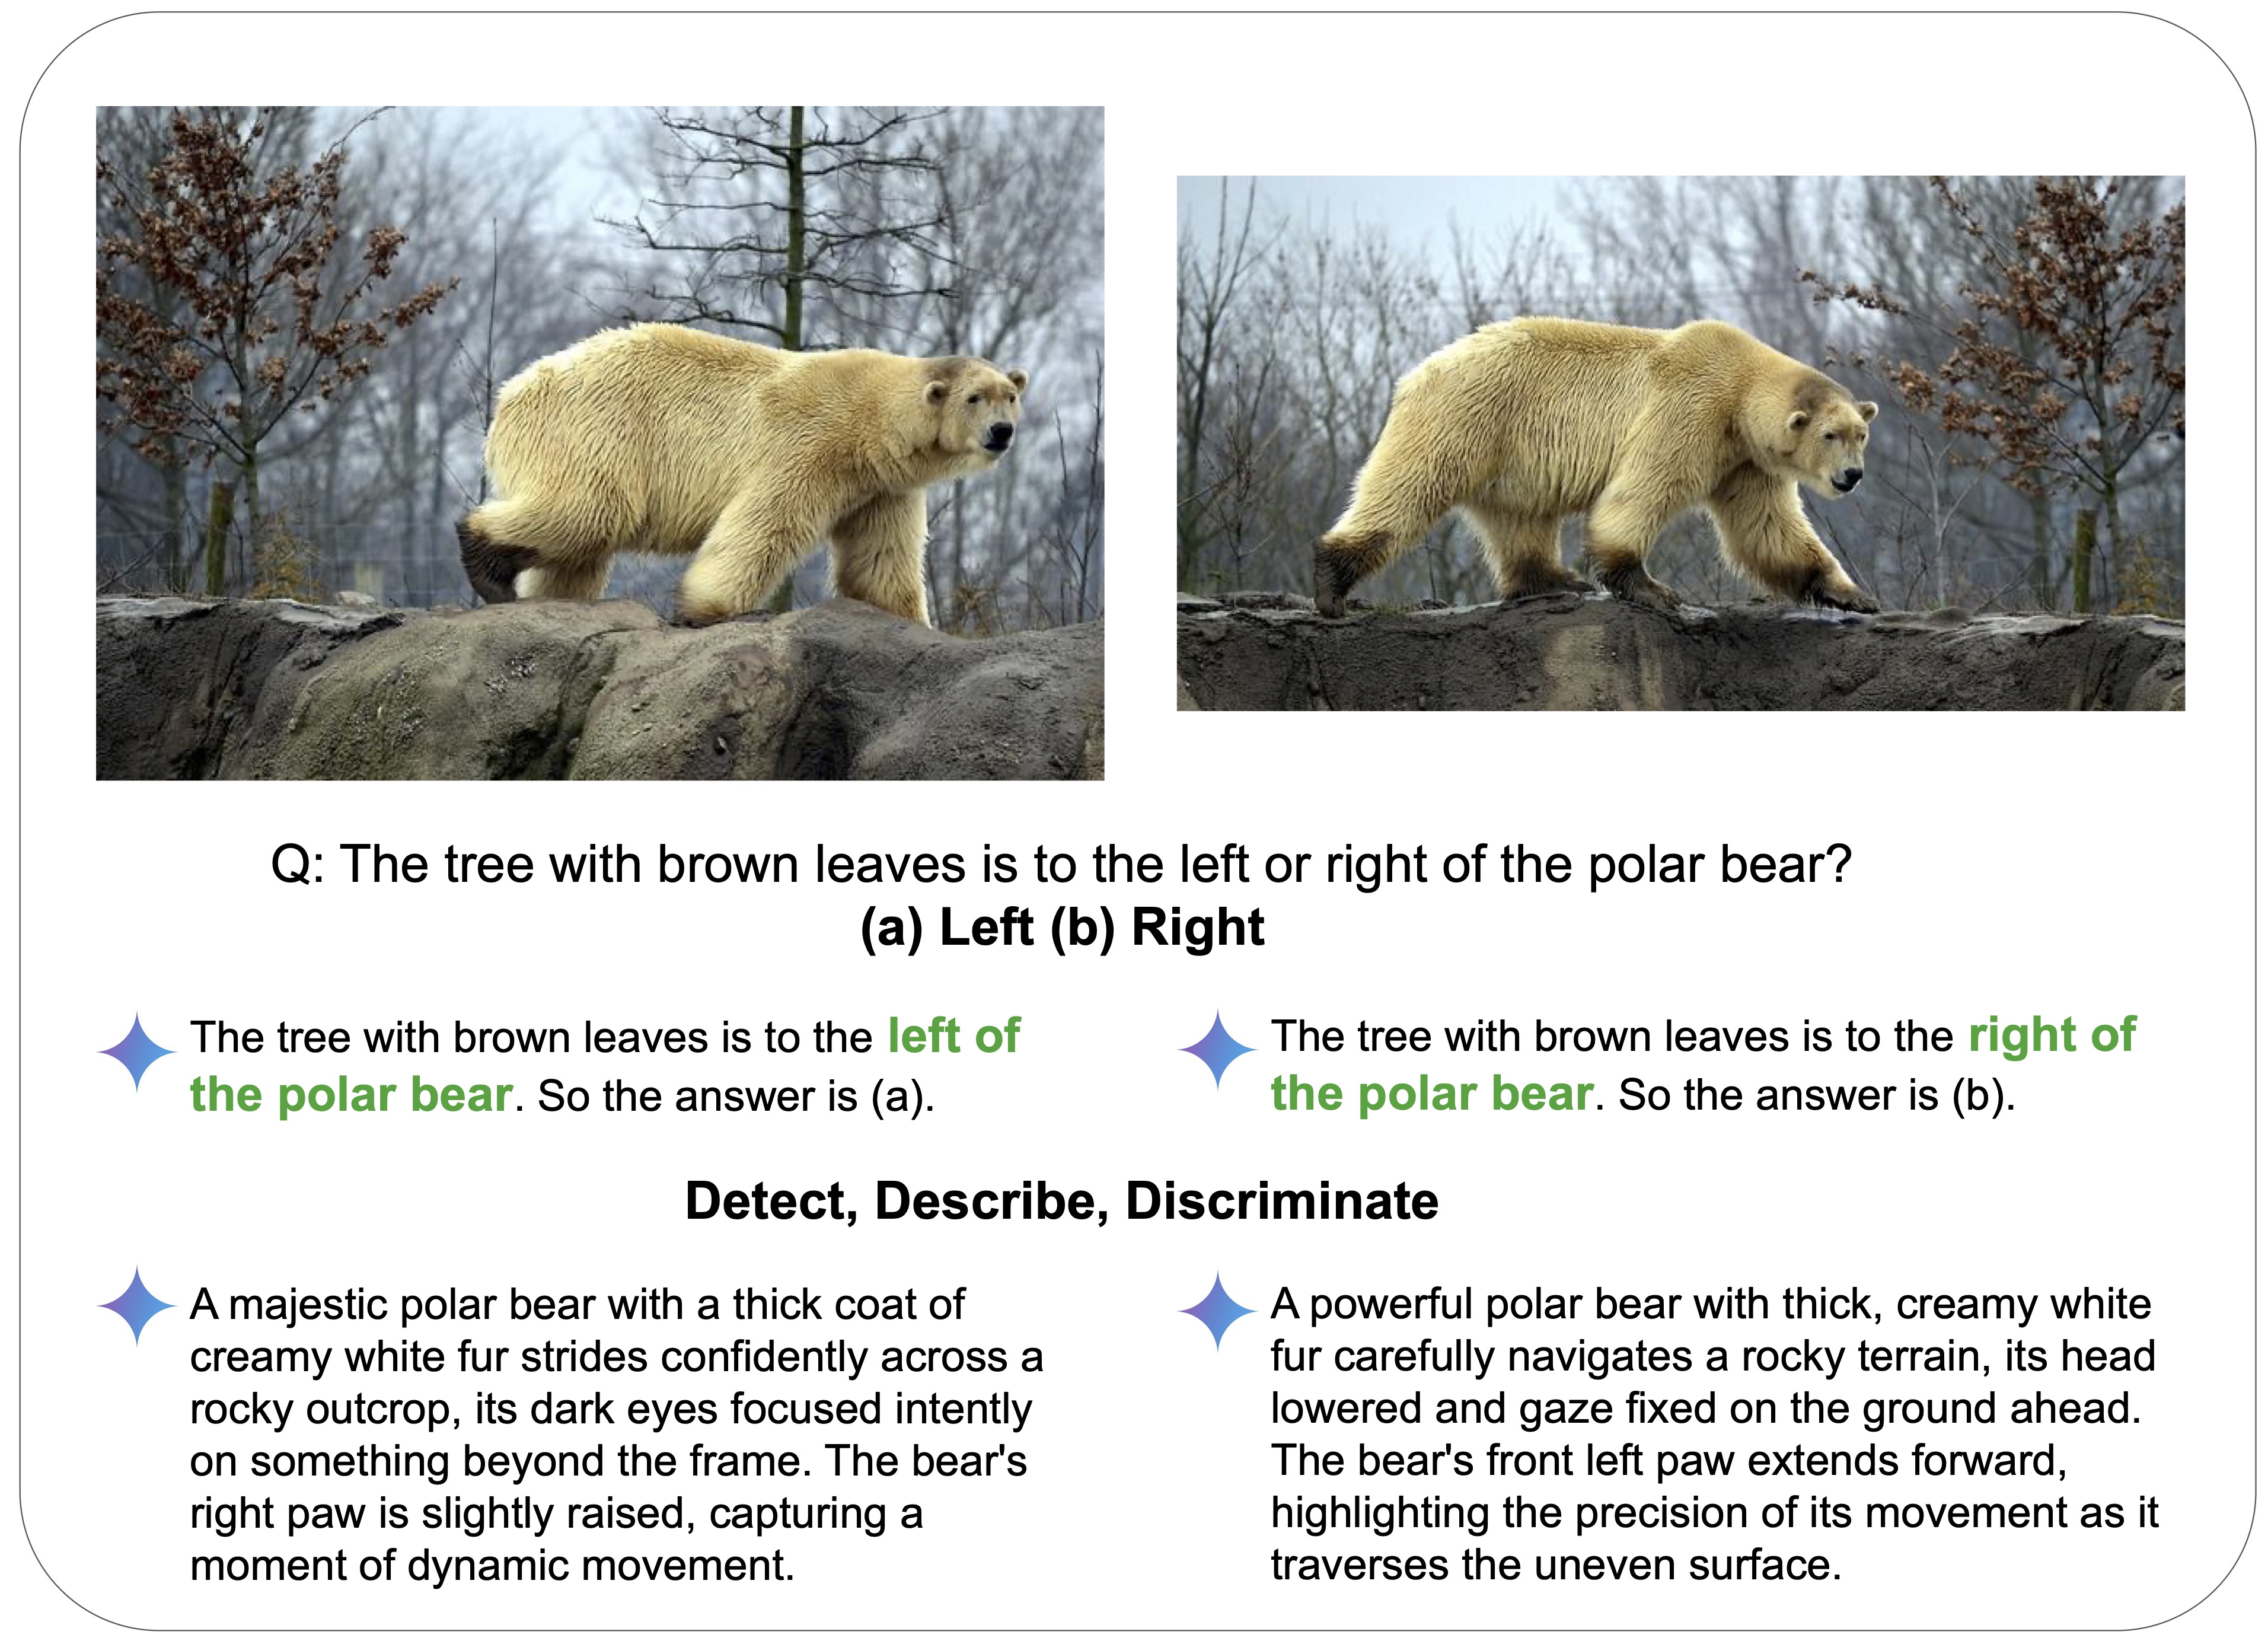 Q: The tree with brown leaves is to the left or right of the polar bear?
(a) Left (b) Right
The tree with brown leaves is to the left of
the polar bear. So the answer is (a).
The tree with brown leaves is to the right of
the polar bear. So the answer is (b).
Detect, Describe, Discriminate
A majestic polar bear with a thick coat of
creamy white fur strides confidently across a
rocky outcrop, its dark eyes focused intently
on something beyond the frame. The bear's
right paw is slightly raised, capturing a
moment of dynamic movement.
A powerful polar bear with thick, creamy white
fur carefully navigates a rocky terrain, its head
lowered and gaze fixed on the ground ahead.
The bear's front left paw extends forward,
highlighting the precision of its movement as it
traverses the uneven surface.